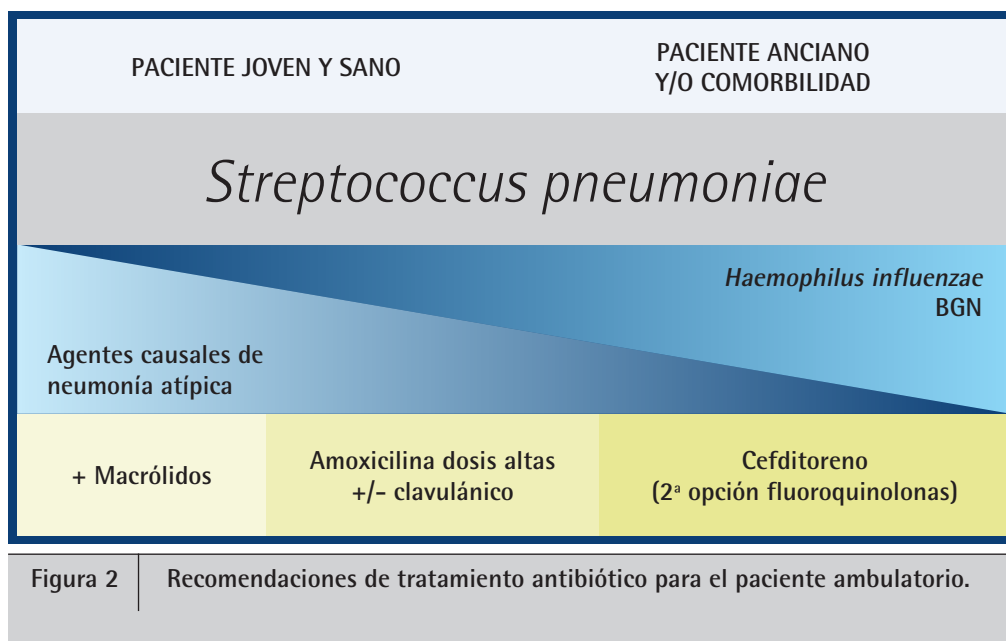 PACIENTE JOVEN Y SANO
PACIENTE ANCIANO
Y/O COMORBILIDAD
Streptococcus pneumoniae
Haemophilus influenzae
BGN
Agentes causales de
neumonía atípica
+ Macrólidos
Amoxicilina dosis altas
+/- clavulánico
Cefditoreno
(2ª opción fluoroquinolonas)
Figura 2
Recomendaciones de tratamiento antibiótico para el paciente ambulatorio.